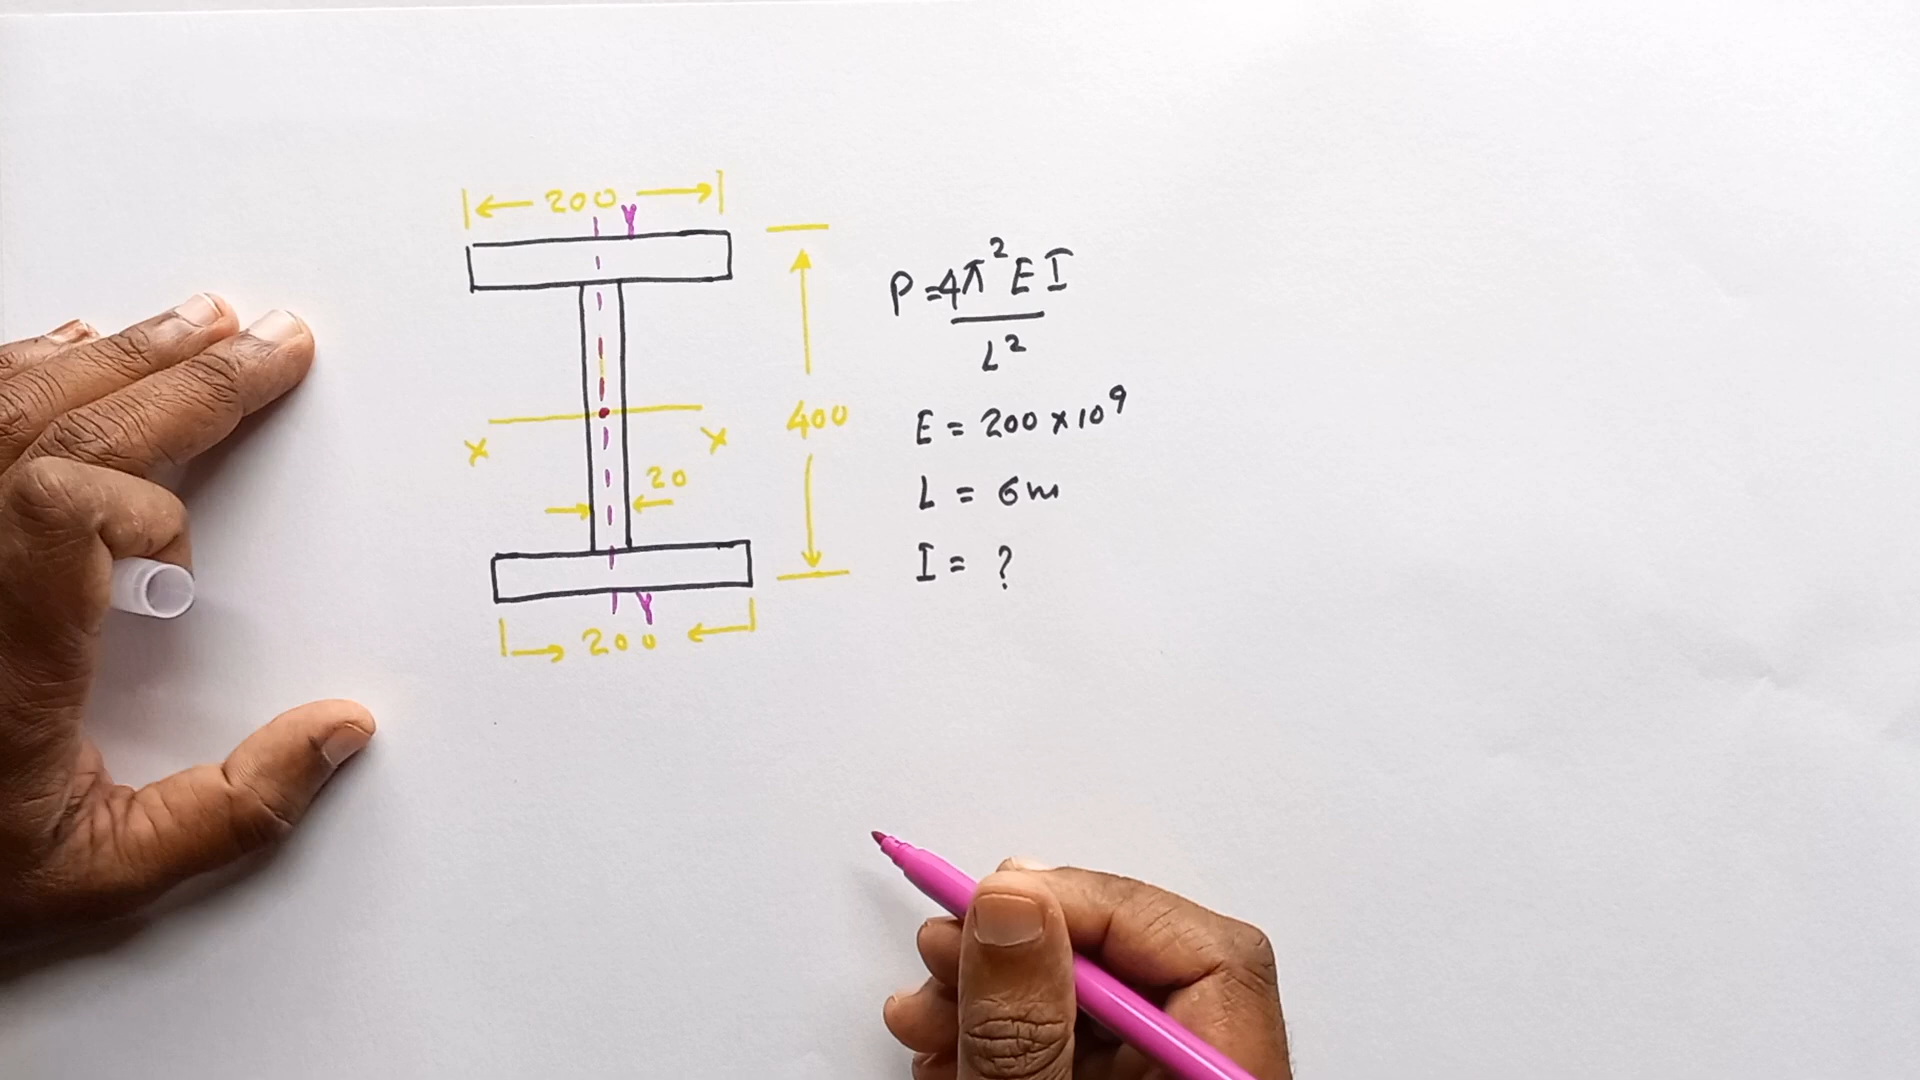 200
Y
P = 4π²EI
L²
400
E = 200 × 10⁹
X X
20
L = 6m
I = ?
Y
200